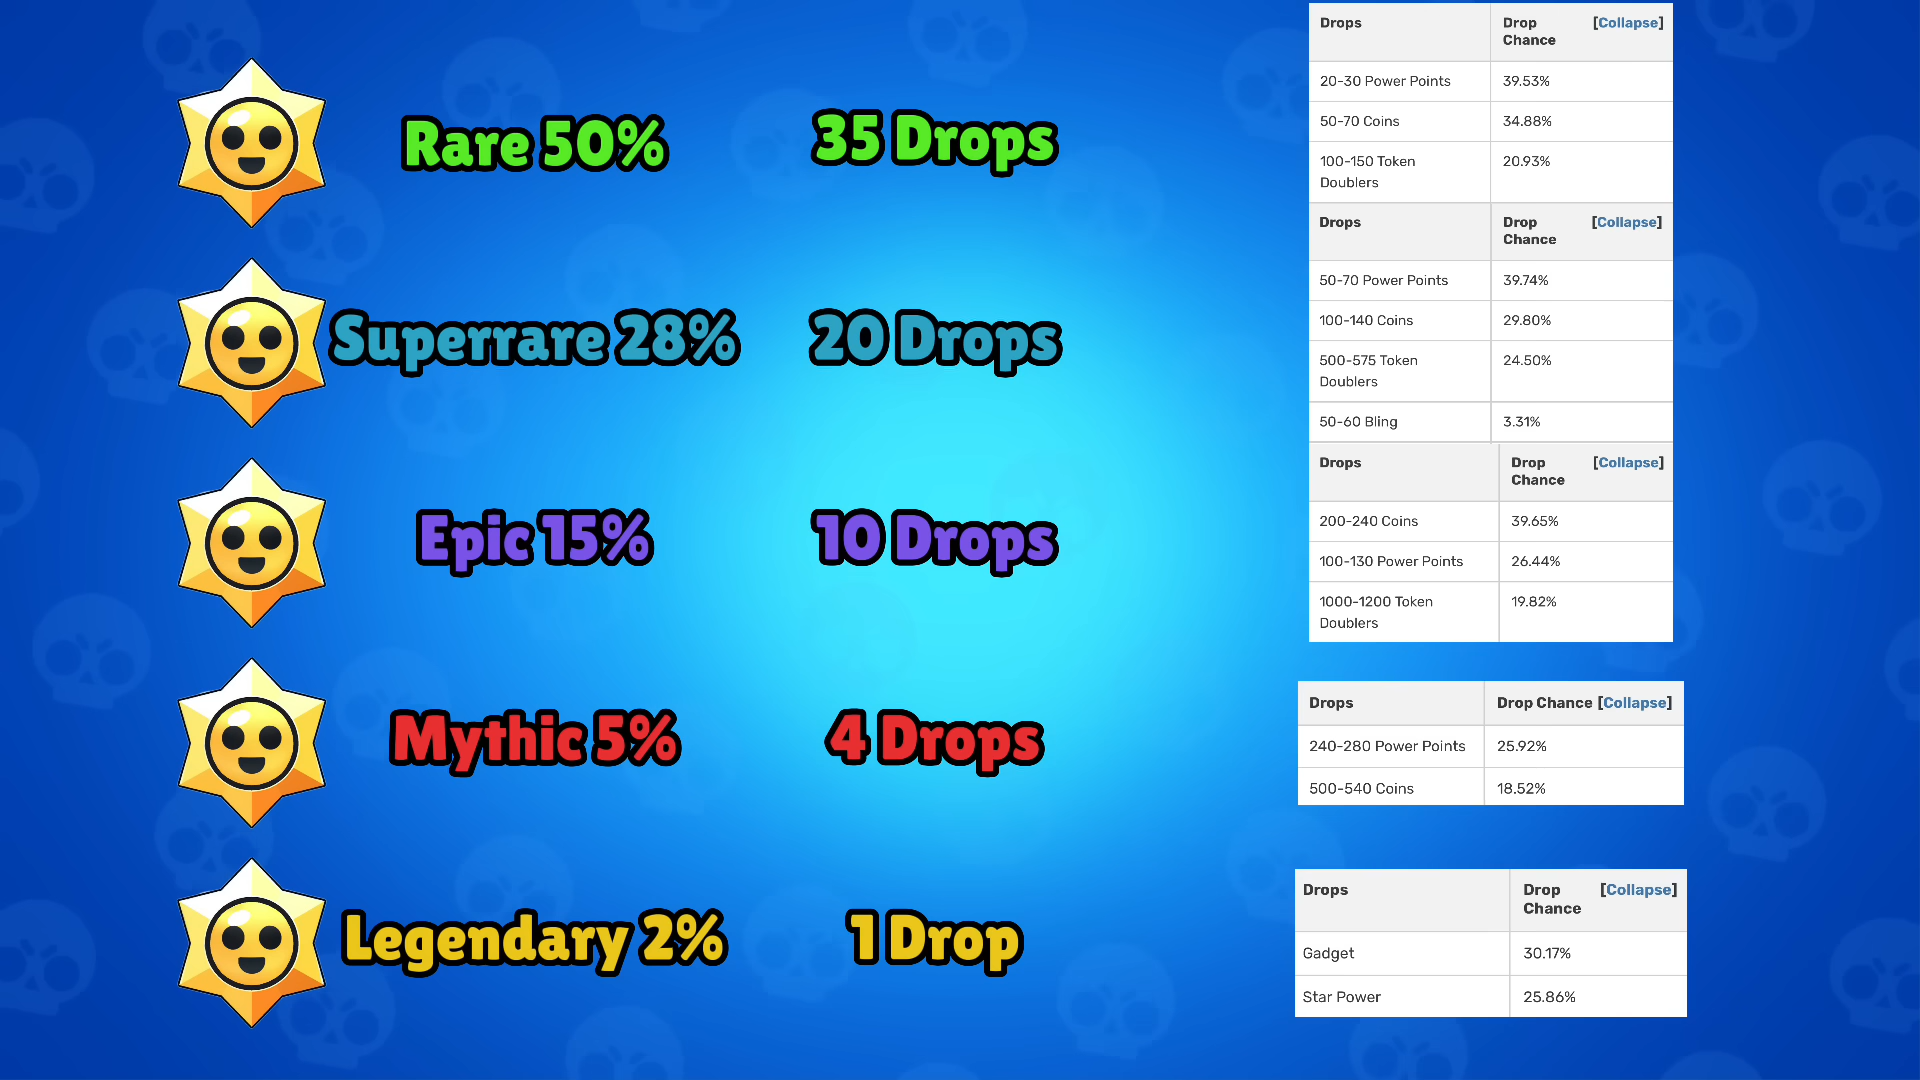 Rare 50%
35 Drops
Drops Drop Chance [Collapse]
20-30 Power Points 39.53%
50-70 Coins 34.88%
100-150 Token Doublers 20.93%
Superrare 28%
20 Drops
Drops Drop Chance [Collapse]
50-70 Power Points 39.74%
100-140 Coins 29.80%
500-575 Token Doublers 24.50%
50-60 Bling 3.31%
Epic 15%
10 Drops
Drops Drop Chance [Collapse]
200-240 Coins 39.65%
100-130 Power Points 26.44%
1000-1200 Token Doublers 19.82%
Mythic 5%
4 Drops
Drops Drop Chance [Collapse]
240-280 Power Points 25.92%
500-540 Coins 18.52%
Legendary 2%
1 Drop
Drops Drop Chance [Collapse]
Gadget 30.17%
Star Power 25.86%